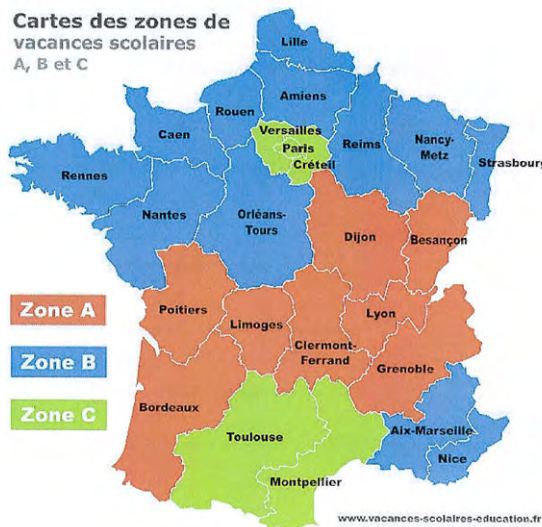 Cartes des zones de
vacances scolaires
A, B et C
Lille
Amiens
Rouen
Caen
Versailles
Paris
Créteil
Reims
Nancy-
Metz
Strasbourg
Rennes
Nantes
Orléans-
Tours
Dijon
Besançon
Zone A
Zone B
Zone C
Poitiers
Limoges
Clermont-
Ferrand
Lyon
Grenoble
Bordeaux
Toulouse
Montpellier
Aix-Marseille
Nice
www.vacances-scolaires-education.fr